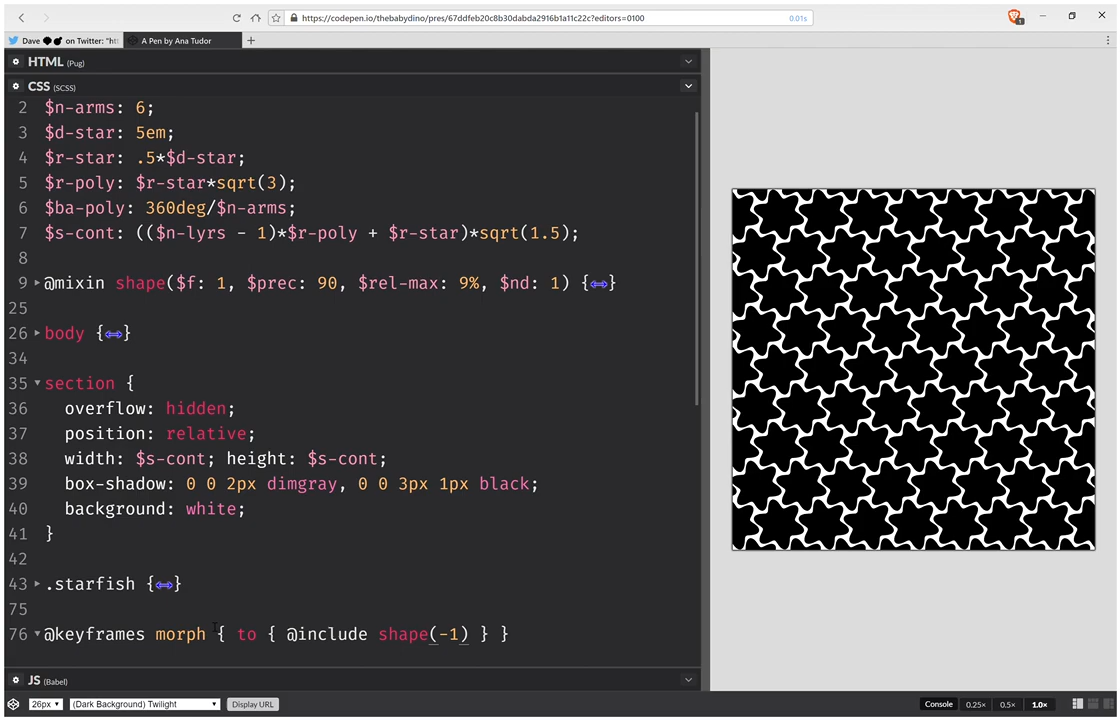 https://codepen.io/thebabydino/pres/67ddfeb20c8b30dabda2916b1a11c22c?editors=0100
0.01s
1
Dave on Twitter: "htt
A Pen by Ana Tudor
HTML (Pug)
CSS (SCSS)
2 $n-arms: 6;
3 $d-star: 5em;
4 $r-star: .5*$d-star;
5 $r-poly: $r-star*sqrt(3);
6 $ba-poly: 360deg/$n-arms;
7 $s-cont: (($n-lyrs - 1)*$r-poly + $r-star)*sqrt(1.5);
8
9 @mixin shape($f: 1, $prec: 90, $rel-max: 9%, $nd: 1) {↔}
25
26 body {↔}
34
35 section {
36 overflow: hidden;
37 position: relative;
38 width: $s-cont; height: $s-cont;
39 box-shadow: 0 0 2px dimgray, 0 0 3px 1px black;
40 background: white;
41 }
42
43 .starfish {↔}
75
76 @keyframes morph { to { @include shape(-1) } }
JS (Babel)
26px (Dark Background) Twilight Display URL Console 0.25× 0.5× 1.0×